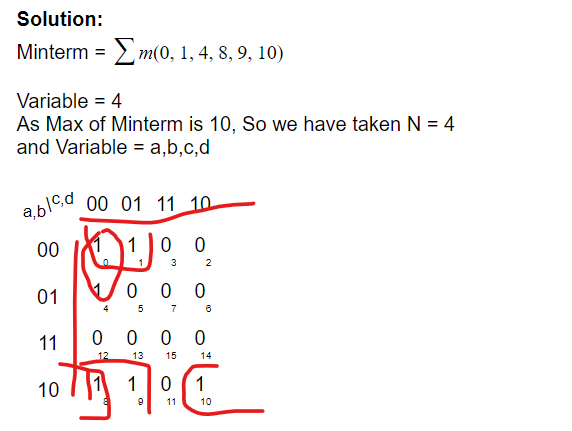 Solution:
Minterm = ∑ m(0, 1, 4, 8, 9, 10)
Variable = 4
As Max of Minterm is 10, So we have taken N = 4
and Variable = a,b,c,d
a,b\c,d 00 01 11 10
00 1 1 0 0
0 1 3 2
01 1 0 0 0
4 5 7 6
11 0 0 0 0
12 13 15 14
10 1 1 0 1
8 9 11 10